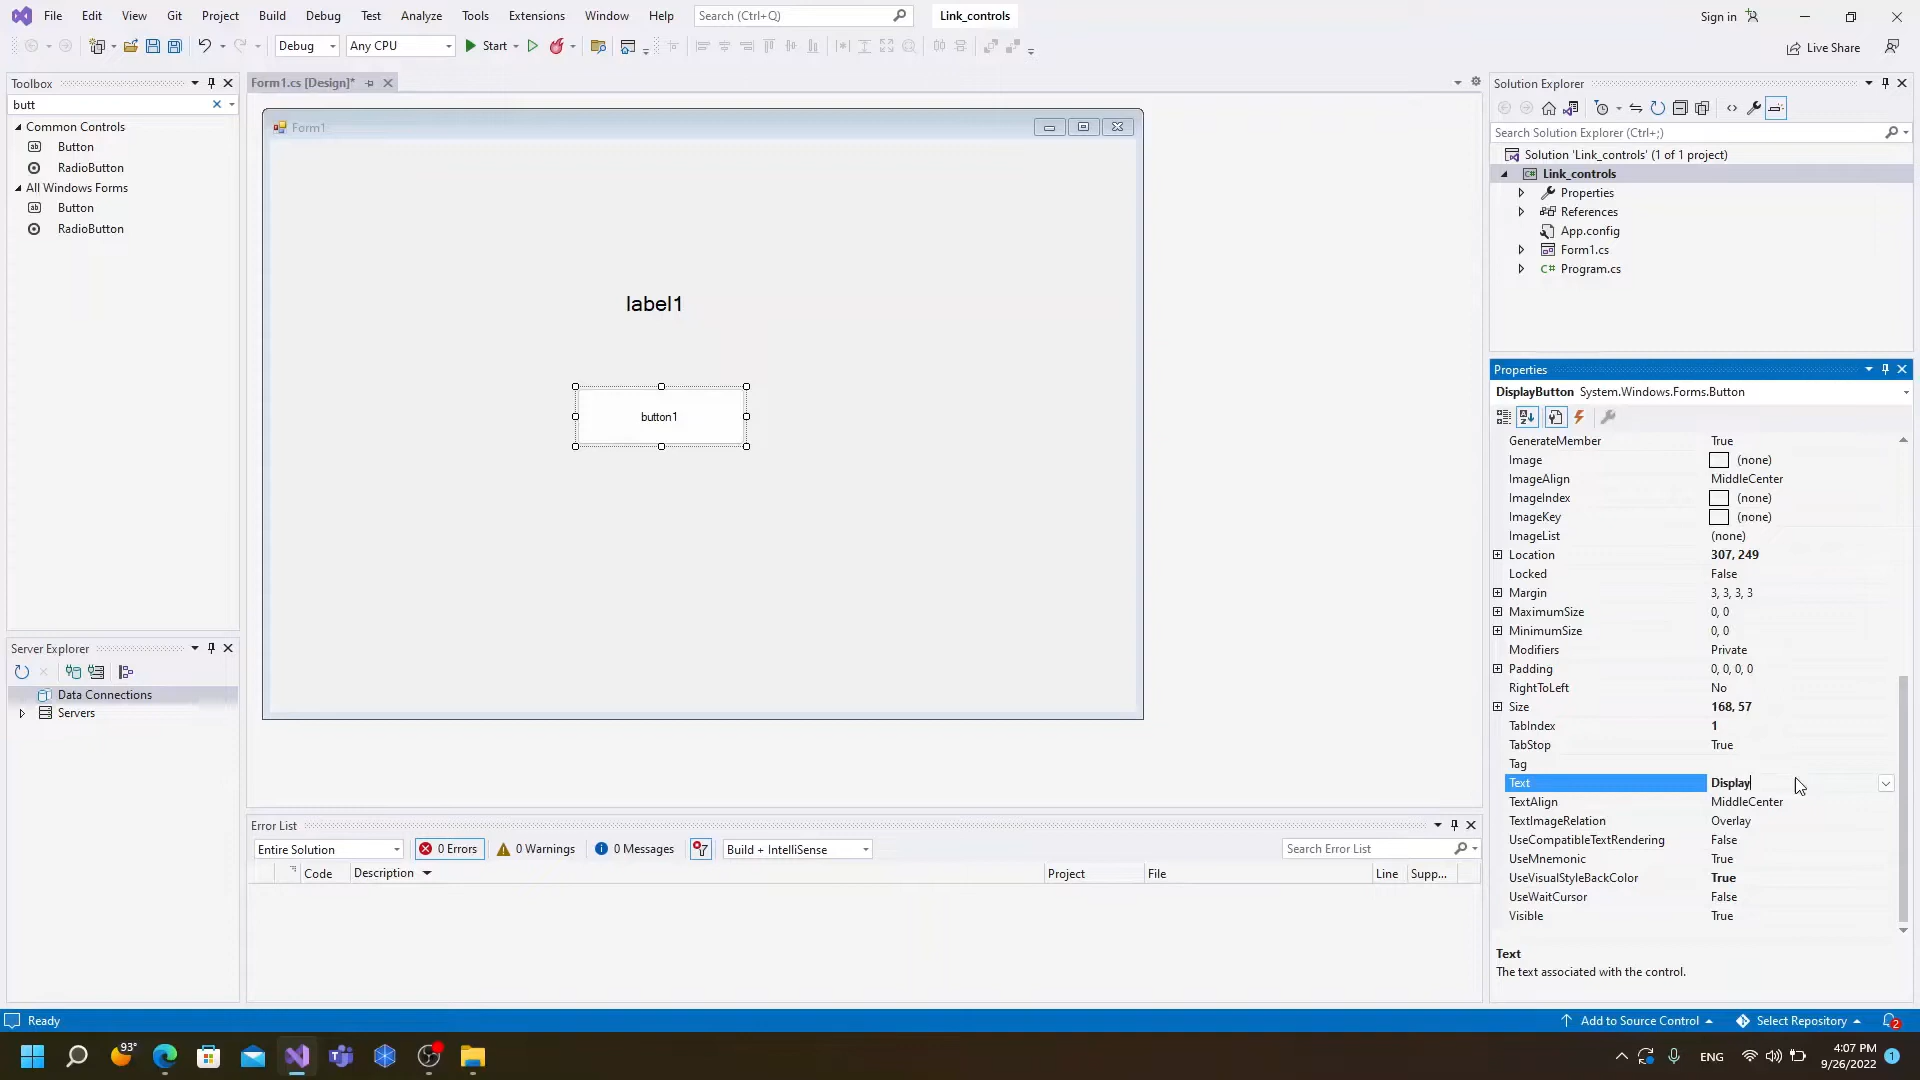 File Edit View Git Project Build Debug Test Analyze Tools Extensions Window Help Search (Ctrl+Q) Link_controls Sign in
Debug Any CPU Start Live Share
Toolbox
butt
Common Controls
Button
RadioButton
All Windows Forms
Button
RadioButton
Server Explorer
Data Connections
Servers
Form1.cs [Design]*
Form1
label1
button1
Error List
Entire Solution 0 Errors 0 Warnings 0 Messages Build + IntelliSense Search Error List
Code Description Project File Line Supp...
Solution Explorer
Search Solution Explorer (Ctrl+;)
Solution 'Link_controls' (1 of 1 project)
C# Link_controls
Properties
References
App.config
Form1.cs
C# Program.cs
Properties
DisplayButton System.Windows.Forms.Button
GenerateMember True
Image (none)
ImageAlign MiddleCenter
ImageIndex (none)
ImageKey (none)
ImageList (none)
Location 307, 249
Locked False
Margin 3, 3, 3, 3
MaximumSize 0, 0
MinimumSize 0, 0
Modifiers Private
Padding 0, 0, 0, 0
RightToLeft No
Size 168, 57
TabIndex 1
TabStop True
Tag
Text Display
TextAlign MiddleCenter
TextImageRelation Overlay
UseCompatibleTextRendering False
UseMnemonic True
UseVisualStyleBackColor True
UseWaitCursor False
Visible True
Text
The text associated with the control.
Ready Add to Source Control Select Repository 2
93° ENG 4:07 PM 1
9/26/2022